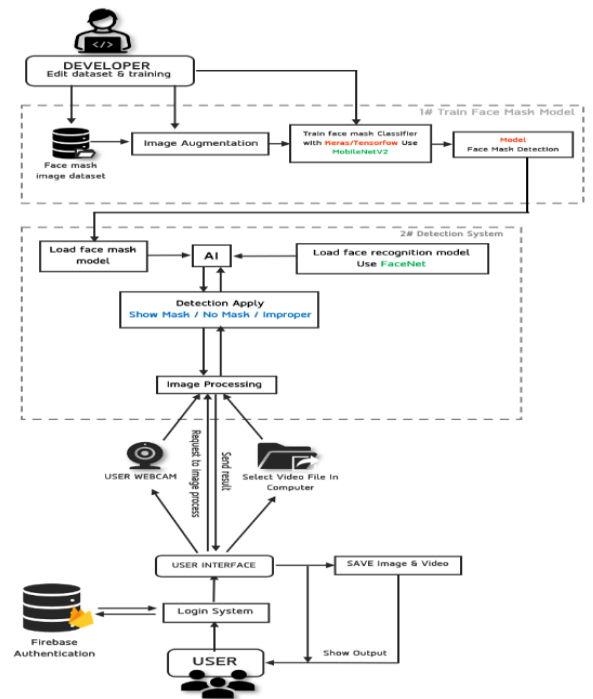 DEVELOPER
Edit dataset & training
1# Train Face Mask Model
Face mask
image dataset
Image Augmentation
Train face mask Classifier
with Keras/Tensorfow Use
MobileNetV2
Model
Face Mask Detection
2# Detection System
Load face mask
model
AI
Load face recognition model
Use FaceNet
Detection Apply
Show Mask / No Mask / Improper
Image Processing
USER WEBCAM
Request to image process
Send result
Select Video File In
Computer
USER INTERFACE
SAVE Image & Video
Login System
Firebase
Authentication
Show Output
USER